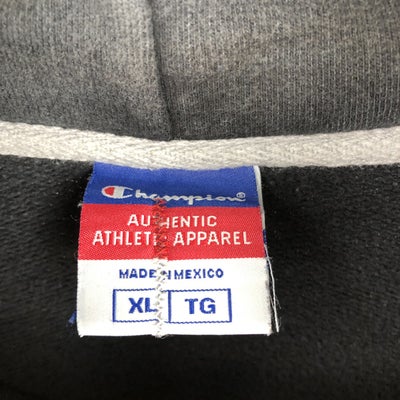 Champion
AUTHENTIC
ATHLETIC APPAREL
MADE IN MEXICO
XL TG